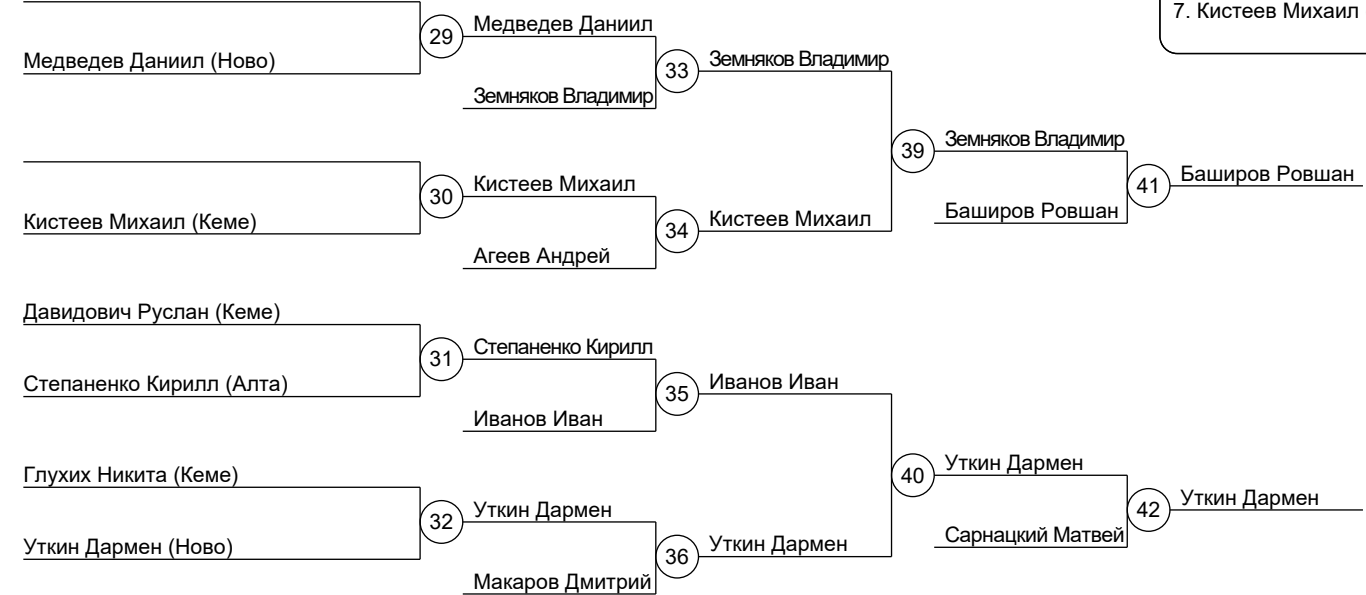 7. Кистеев Михаил
Медведев Даниил
29
Медведев Даниил (Ново)
Земняков Владимир
33
Земняков Владимир
Земняков Владимир
39
Кистеев Михаил
Баширов Ровшан
41
30
Кистеев Михаил (Кеме)
Кистеев Михаил
Баширов Ровшан
34
Агеев Андрей
Давидович Руслан (Кеме)
Степаненко Кирилл
31
Степаненко Кирилл (Алта)
Иванов Иван
35
Иванов Иван
Глухих Никита (Кеме)
Уткин Дармен
40
Уткин Дармен
42
Уткин Дармен
32
Сарнацкий Матвей
Уткин Дармен (Ново)
Уткин Дармен
36
Макаров Дмитрий